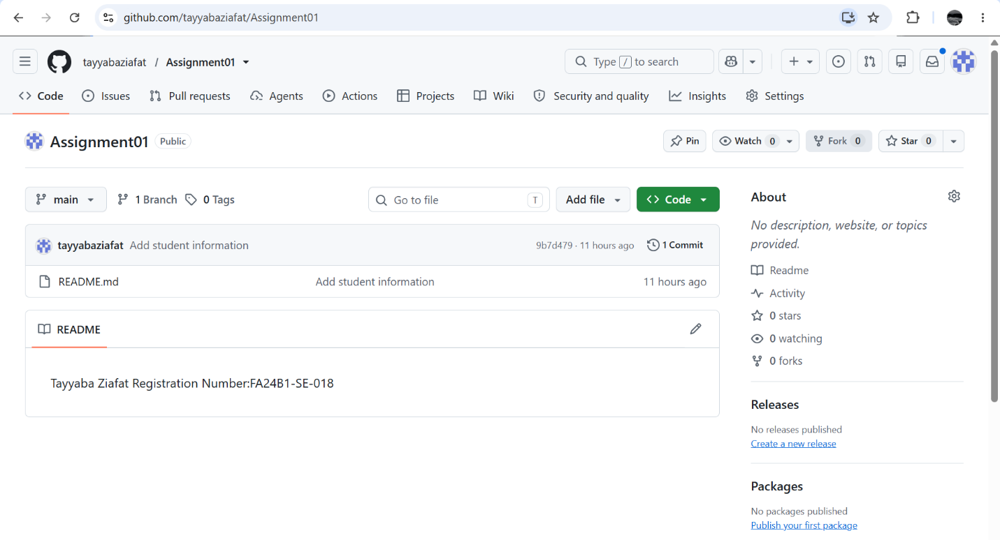 github.com/tayyabaziafat/Assignment01
tayyabaziafat / Assignment01
Type / to search
Code Issues Pull requests Agents Actions Projects Wiki Security and quality Insights Settings
Assignment01 Public
Pin Watch 0 Fork 0 Star 0
main 1 Branch 0 Tags Go to file T Add file Code
tayyabaziafat Add student information 9b7d479 · 11 hours ago 1 Commit
README.md Add student information 11 hours ago
README
Tayyaba Ziafat Registration Number:FA24B1-SE-018
About
No description, website, or topics
provided.
Readme
Activity
0 stars
0 watching
0 forks
Releases
No releases published
Create a new release
Packages
No packages published
Publish your first package